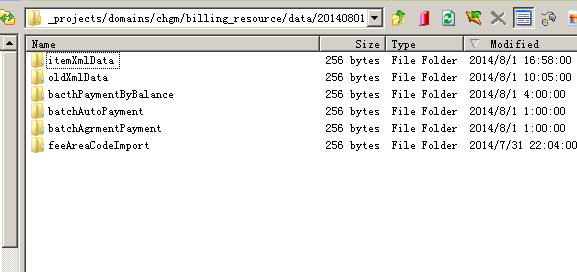 _projects/domains/chgm/billing_resource/data/20140801
Name Size Type Modified
itemXmlData 256 bytes File Folder 2014/8/1 16:58:00
oldXmlData 256 bytes File Folder 2014/8/1 10:05:00
bacthPaymentByBalance 256 bytes File Folder 2014/8/1 4:00:00
batchAutoPayment 256 bytes File Folder 2014/8/1 1:00:00
batchAgrmentPayment 256 bytes File Folder 2014/8/1 1:00:00
feeAreaCodeImport 256 bytes File Folder 2014/7/31 22:04:00